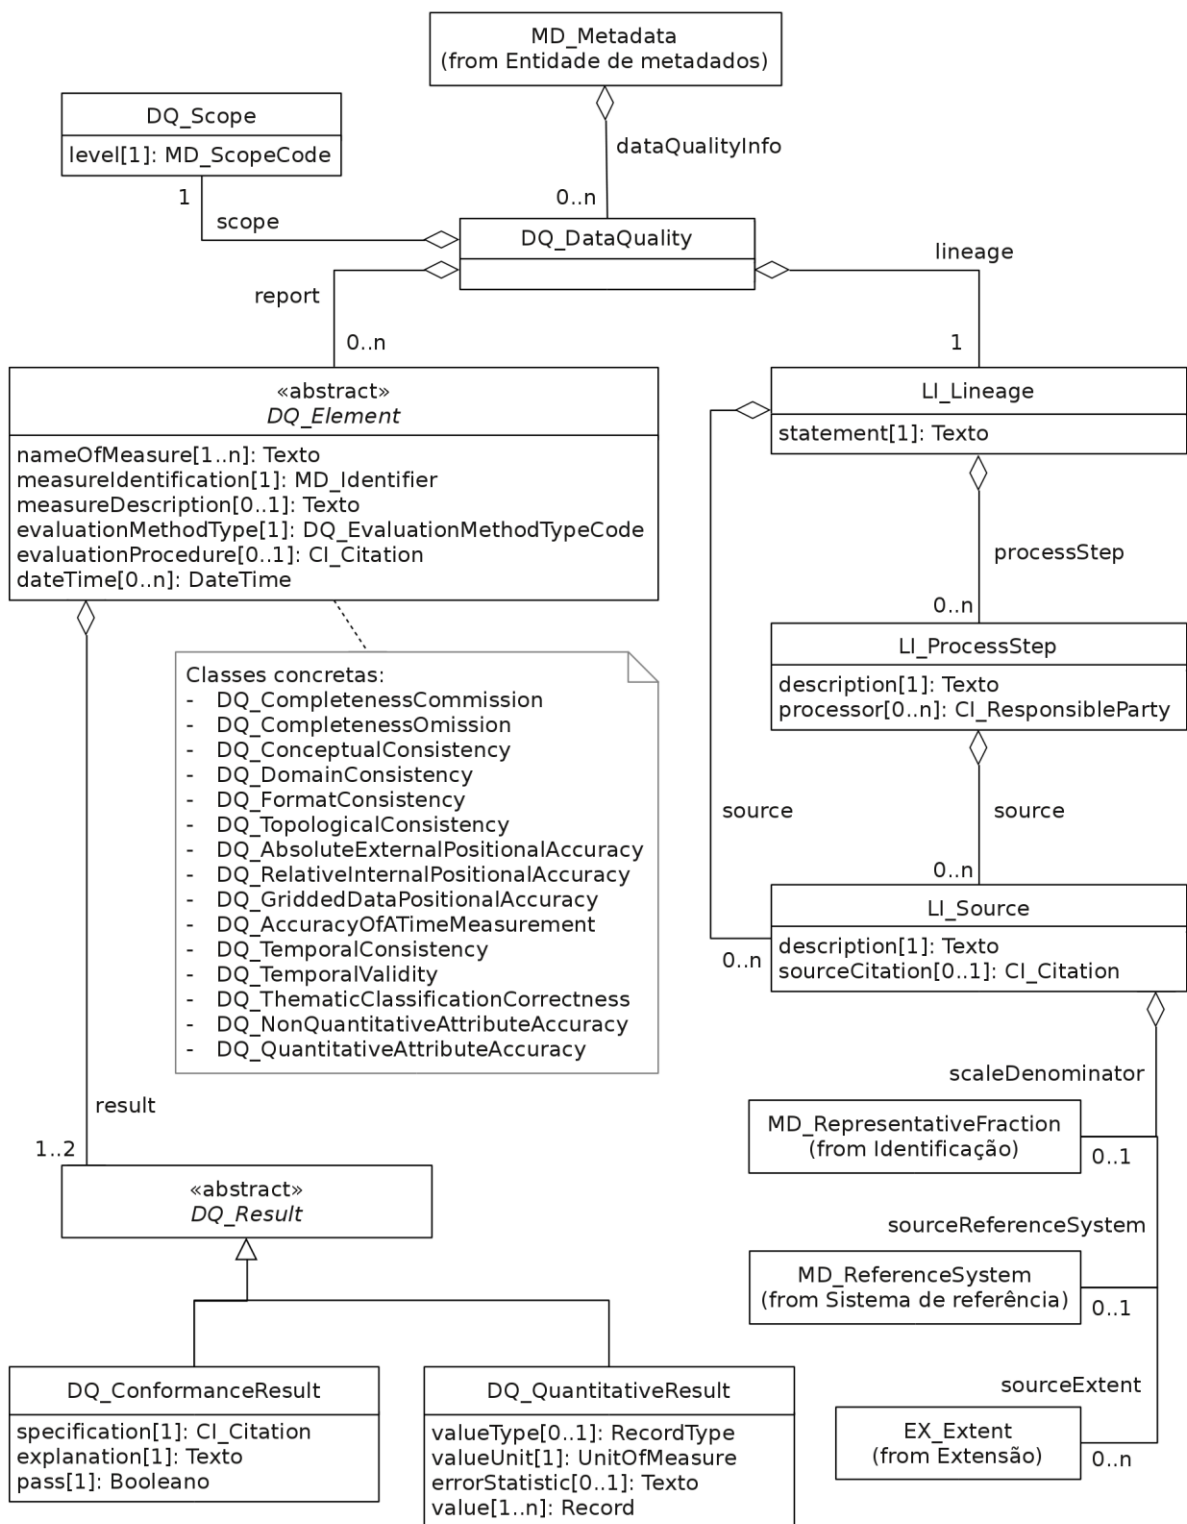 MD_Metadata
(from Entidade de metadados)
dataQualityInfo
0..n
DQ_Scope
level[1]: MD_ScopeCode
1
scope
DQ_DataQuality
lineage
1
report
0..n
«abstract»
DQ_Element
nameOfMeasure[1..n]: Texto
measureIdentification[1]: MD_Identifier
measureDescription[0..1]: Texto
evaluationMethodType[1]: DQ_EvaluationMethodTypeCode
evaluationProcedure[0..1]: CI_Citation
dateTime[0..n]: DateTime
LI_Lineage
statement[1]: Texto
processStep
0..n
LI_ProcessStep
description[1]: Texto
processor[0..n]: CI_ResponsibleParty
source
source
0..n
0..n
LI_Source
description[1]: Texto
sourceCitation[0..1]: CI_Citation
Classes concretas:
- DQ_CompletenessCommission
- DQ_CompletenessOmission
- DQ_ConceptualConsistency
- DQ_DomainConsistency
- DQ_FormatConsistency
- DQ_TopologicalConsistency
- DQ_AbsoluteExternalPositionalAccuracy
- DQ_RelativeInternalPositionalAccuracy
- DQ_GriddedDataPositionalAccuracy
- DQ_AccuracyOfATimeMeasurement
- DQ_TemporalConsistency
- DQ_TemporalValidity
- DQ_ThematicClassificationCorrectness
- DQ_NonQuantitativeAttributeAccuracy
- DQ_QuantitativeAttributeAccuracy
result
1..2
«abstract»
DQ_Result
scaleDenominator
MD_RepresentativeFraction
(from Identificação)
0..1
sourceReferenceSystem
MD_ReferenceSystem
(from Sistema de referência)
0..1
sourceExtent
EX_Extent
(from Extensão)
0..n
DQ_ConformanceResult
specification[1]: CI_Citation
explanation[1]: Texto
pass[1]: Booleano
DQ_QuantitativeResult
valueType[0..1]: RecordType
valueUnit[1]: UnitOfMeasure
errorStatistic[0..1]: Texto
value[1..n]: Record